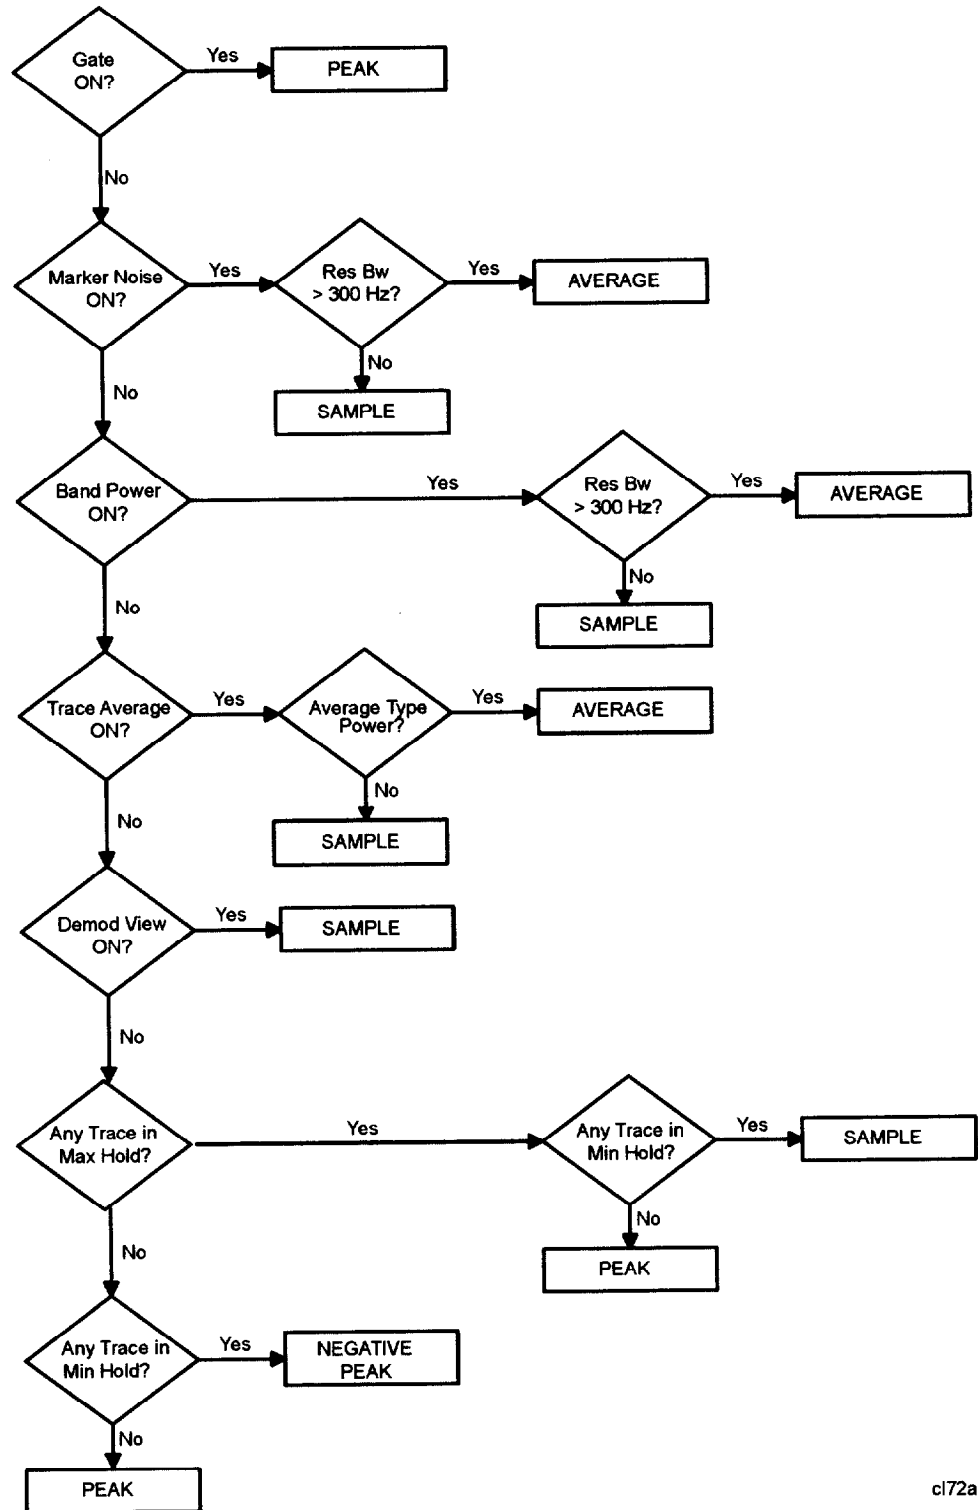 Gate
ON?
Yes
PEAK
No
Marker Noise
ON?
Yes
Res Bw
> 300 Hz?
Yes
AVERAGE
No
SAMPLE
No
Band Power
ON?
Yes
Res Bw
> 300 Hz?
Yes
AVERAGE
No
SAMPLE
No
Trace Average
ON?
Yes
Average Type
Power?
Yes
AVERAGE
No
SAMPLE
No
Demod View
ON?
Yes
SAMPLE
No
Any Trace in
Max Hold?
Yes
Any Trace in
Min Hold?
Yes
SAMPLE
No
PEAK
No
Any Trace in
Min Hold?
Yes
NEGATIVE
PEAK
No
PEAK
cl72a